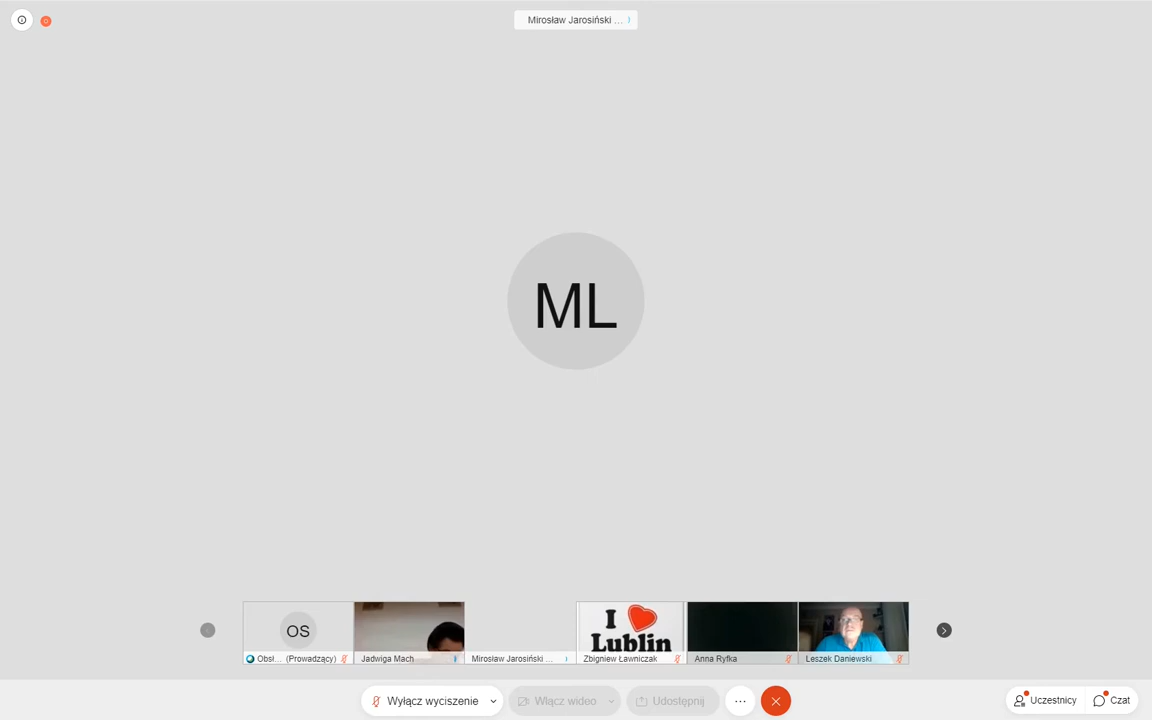 Mirosław Jarosiński ...
ML
OS
Obsł... (Prowadzący)
Jadwiga Mach
Mirosław Jarosiński ...
I
Lublin
Zbigniew Ławniczak
Anna Ryfka
Leszek Daniewski
Wyłącz wyciszenie
Włącz wideo
Udostępnij
Uczestnicy
Czat